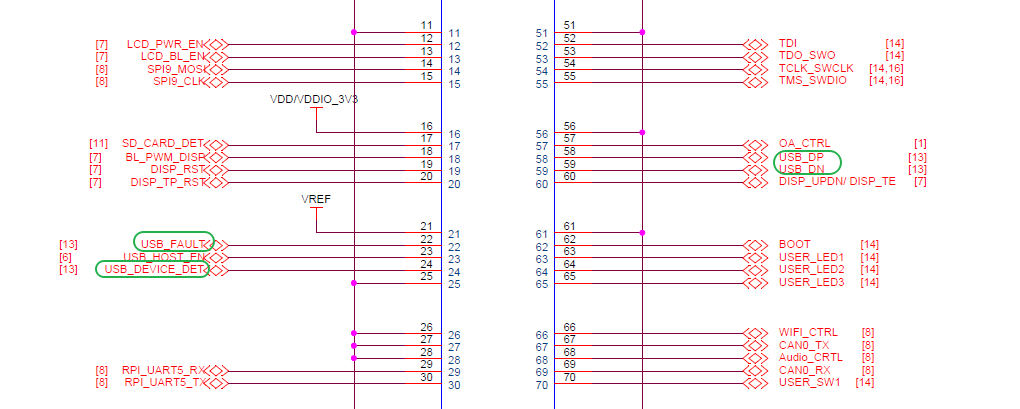 11 11 51 51
[7] LCD_PWR_EN 12 12 52 52 TDI [14]
[7] LCD_BL_EN 13 13 53 53 TDO_SWO [14]
[8] SPI9_MOSI 14 14 54 54 TCLK_SWCLK [14,16]
[8] SPI9_CLK 15 15 55 55 TMS_SWDIO [14,16]
VDD/VDDIO_3V3
16 16 56 56
[11] SD_CARD_DET 17 17 57 57 OA_CTRL [1]
[7] BL_PWM_DISP 18 18 58 58 USB_DP [13]
[7] DISP_RST 19 19 59 59 USB_DN [13]
[7] DISP_TP_RST 20 20 60 60 DISP_UPDN/ DISP_TE [7]
VREF
21 21 61 61
[13] USB_FAULT 22 22 62 62 BOOT [14]
[6] USB_HOST_EN 23 23 63 63 USER_LED1 [14]
[13] USB_DEVICE_DET 24 24 64 64 USER_LED2 [14]
25 25 65 65 USER_LED3 [14]
26 26 66 66 WIFI_CTRL [8]
27 27 67 67 CAN0_TX [8]
28 28 68 68 Audio_CRTL [8]
[8] RPI_UART5_RX 29 29 69 69 CAN0_RX [8]
[8] RPI_UART5_TX 30 30 70 70 USER_SW1 [14]